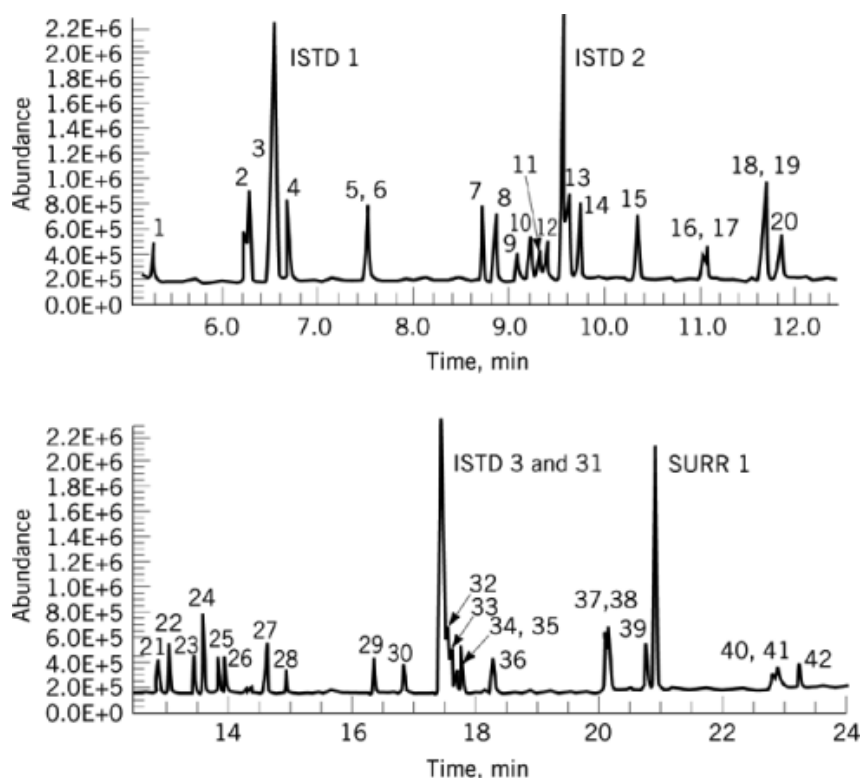 2.2E+6
2.0E+6
1.8E+6
1.6E+6
1.4E+6
1.2E+6
1.0E+6
8.0E+5
6.0E+5
4.0E+5
2.0E+5
0.0E+0
Abundance
ISTD 1
ISTD 2
1
2
3
4
5, 6
7
8
9
10
11
12
13
14
15
16, 17
18, 19
20
6.0
7.0
8.0
9.0
10.0
11.0
12.0
Time, min
2.2E+6
2.0E+6
1.8E+6
1.6E+6
1.4E+6
1.2E+6
1.0E+6
8.0E+5
6.0E+5
4.0E+5
2.0E+5
0.0E+0
Abundance
ISTD 3 and 31
SURR 1
21
22
23
24
25
26
27
28
29
30
32
33
34, 35
36
37,38
39
40, 41
42
14
16
18
20
22
24
Time, min